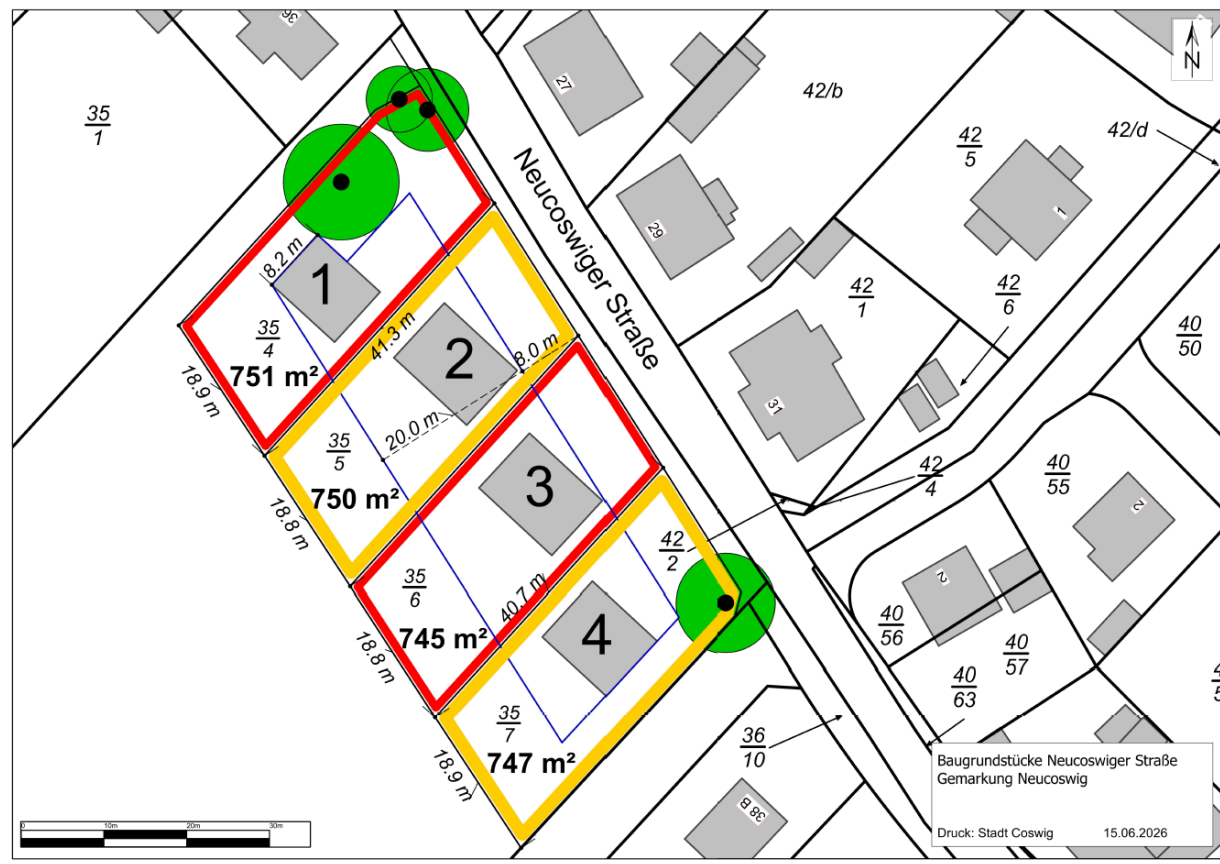 36
35
1
27
42/b
N
42/d
42
5
1
Neucoswiger Straße
29
8.2 m
1
35
4
751 m²
18.9 m
41.3 m
2
8.0 m
20.0 m
35
5
750 m²
18.8 m
42
1
42
6
40
50
31
3
35
6
745 m²
18.8 m
40.7 m
42
2
42
4
40
55
2
4
35
7
747 m²
18.9 m
2
40
56
40
57
40
63
36
10
38 B
Baugrundstücke Neucoswiger Straße
Gemarkung Neucoswig
Druck: Stadt Coswig 15.06.2026
0 10m 20m 30m